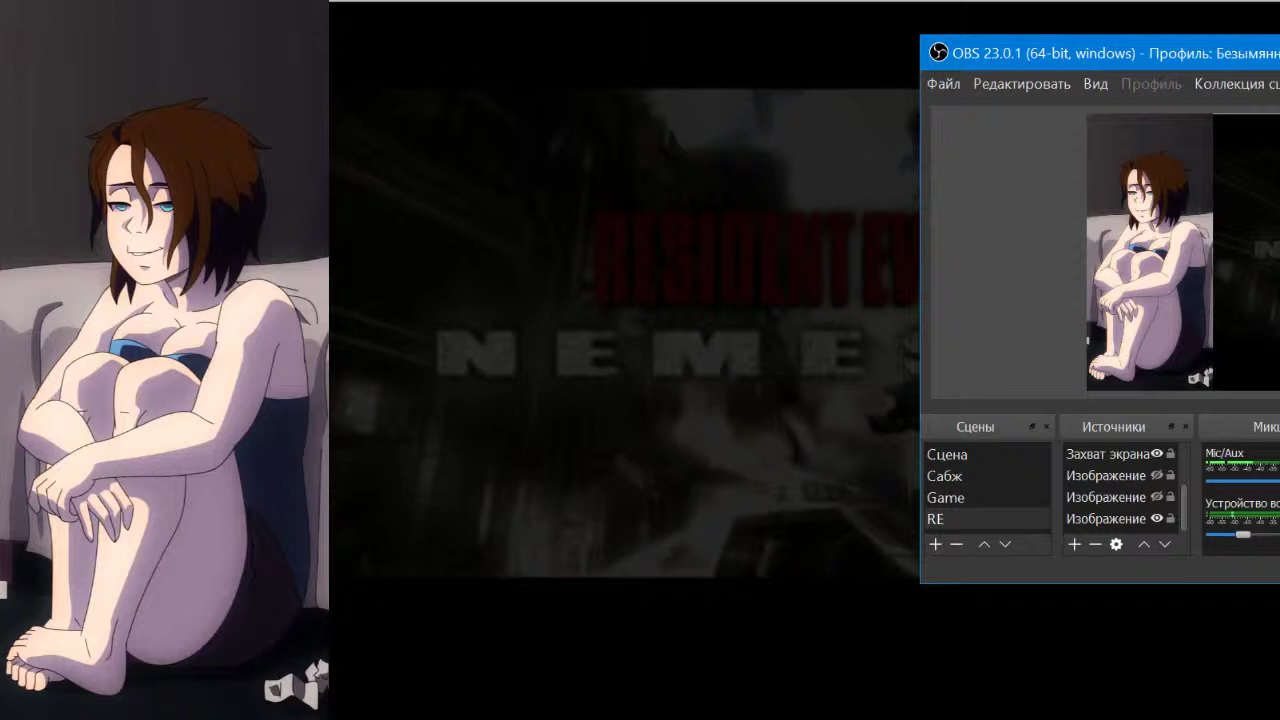 OBS 23.0.1 (64-bit, windows) - Профиль: Безымянн
Файл Редактировать Вид Профиль Коллекция сц
RESIDENT EV
NEMES
Сцены Источники Мик
Сцена
Сабж
Game
RE
Захват экрана
Изображение
Изображение
Изображение
Mic/Aux
Устройство во